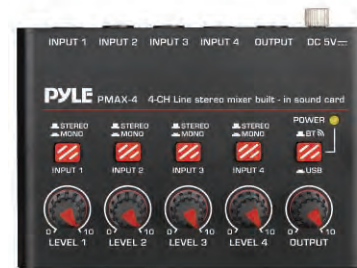 INPUT 1 INPUT 2 INPUT 3 INPUT 4 OUTPUT DC 5V
PYLE PMAX-4 4-CH Line stereo mixer built - in sound card
POWER
STEREO STEREO STEREO STEREO BT
MONO MONO MONO MONO
INPUT 1 INPUT 2 INPUT 3 INPUT 4 USB
0 10 0 10 0 10 0 10 0 10
LEVEL 1 LEVEL 2 LEVEL 3 LEVEL 4 OUTPUT